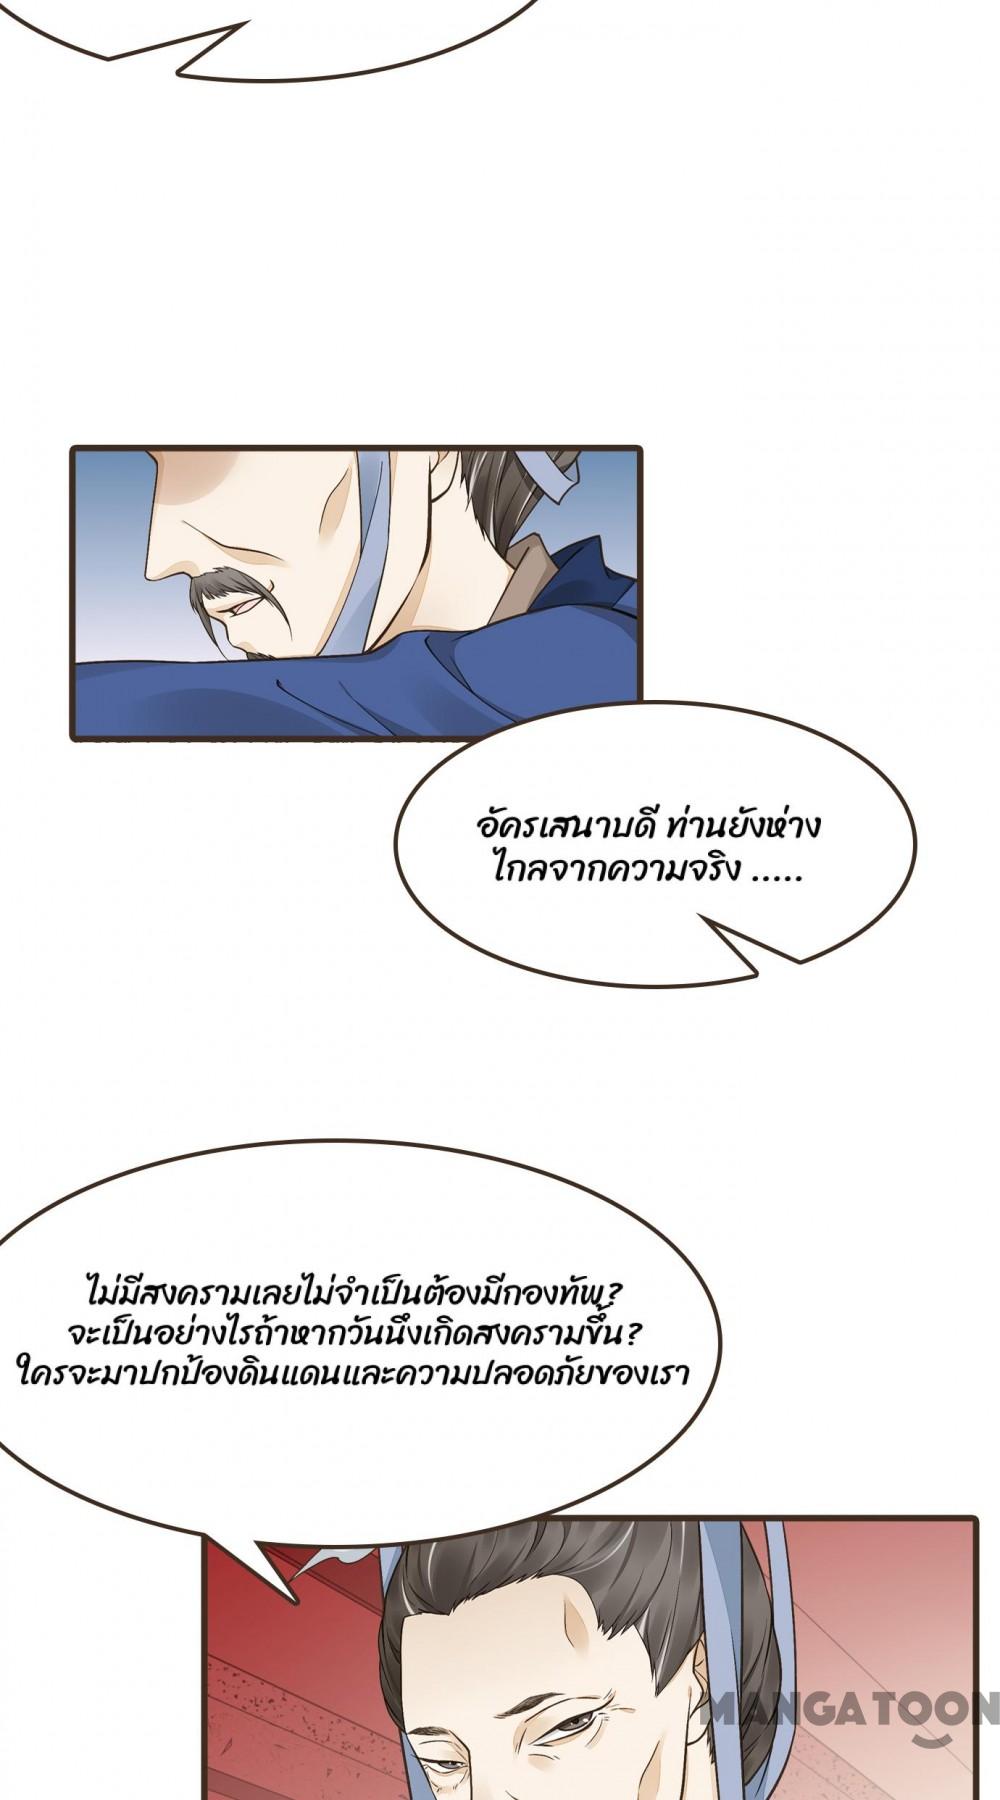 อัครเสนาบดี ท่านยังห่าง
ไกลจากความจริง .....
ไม่มีสงครามเลยไม่จำเป็นต้องมีกองทัพ?
จะเป็นอย่างไรถ้าหากวันนึงเกิดสงครามขึ้น?
ใครจะมาปกป้องดินแดนและความปลอดภัยของเรา
MANGATOON